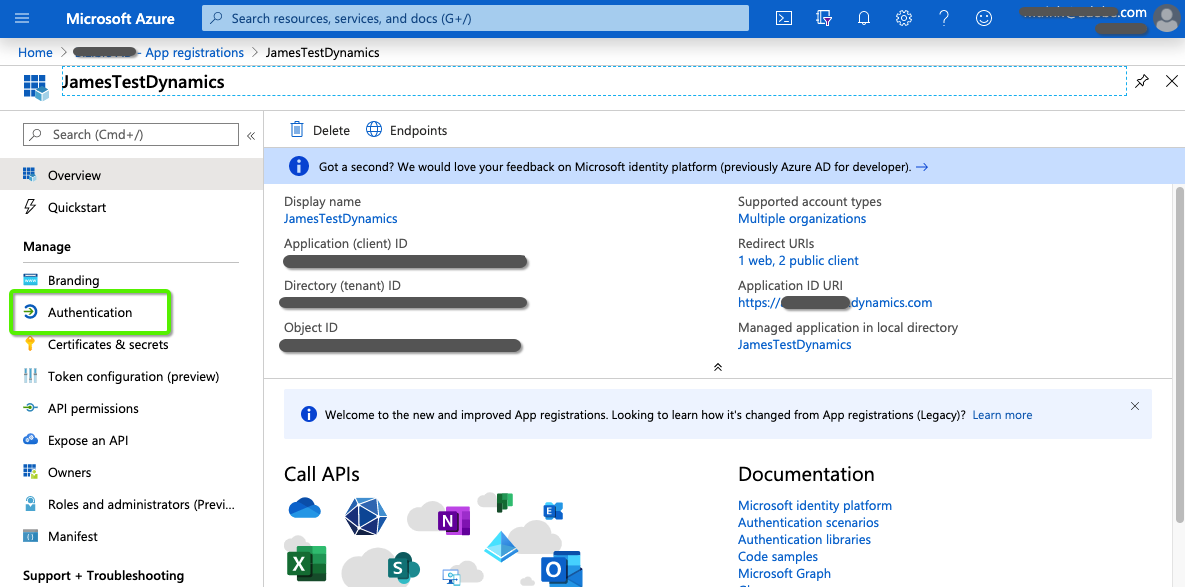 Microsoft Azure
Search resources, services, and docs (G+/)
.com
Home > - App registrations > JamesTestDynamics
JamesTestDynamics
Search (Cmd+/)
«
Overview
Quickstart
Manage
Branding
Authentication
Certificates & secrets
Token configuration (preview)
API permissions
Expose an API
Owners
Roles and administrators (Previ...
Manifest
Support + Troubleshooting
Delete
Endpoints
Got a second? We would love your feedback on Microsoft identity platform (previously Azure AD for developer). →
Display name
JamesTestDynamics
Application (client) ID
Directory (tenant) ID
Object ID
Supported account types
Multiple organizations
Redirect URIs
1 web, 2 public client
Application ID URI
https:// dynamics.com
Managed application in local directory
JamesTestDynamics
Welcome to the new and improved App registrations. Looking to learn how it's changed from App registrations (Legacy)? Learn more
Call APIs
N
E
X
S
O
Documentation
Microsoft identity platform
Authentication scenarios
Authentication libraries
Code samples
Microsoft Graph